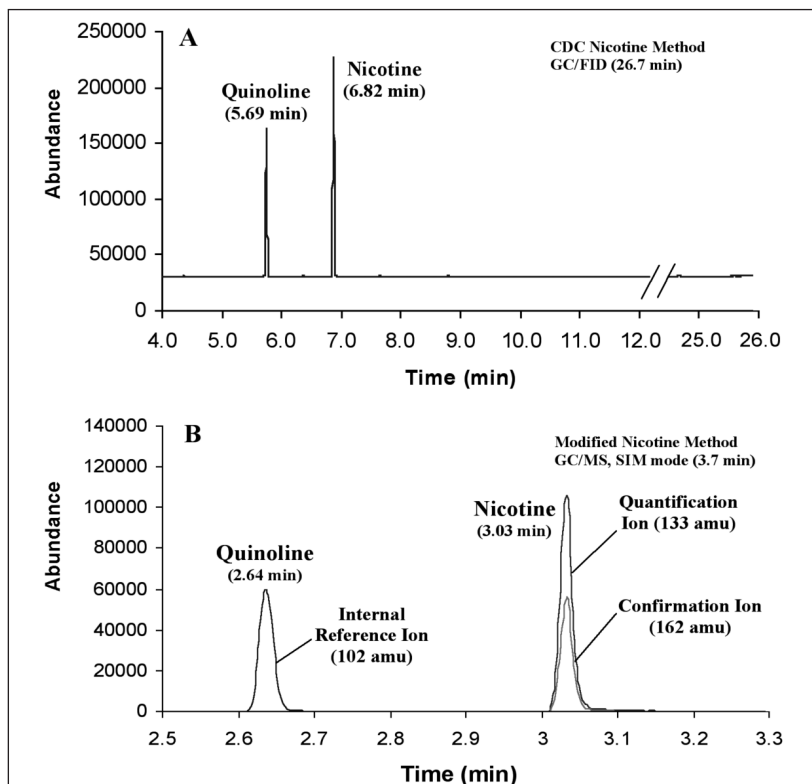 A
CDC Nicotine Method
GC/FID (26.7 min)
Quinoline
(5.69 min)
Nicotine
(6.82 min)
Abundance
250000
200000
150000
100000
50000
0
4.0 5.0 6.0 7.0 8.0 9.0 10.0 11.0 12.0 25.0 26.0
Time (min)
B
Modified Nicotine Method
GC/MS, SIM mode (3.7 min)
Quinoline
(2.64 min)
Internal
Reference Ion
(102 amu)
Nicotine
(3.03 min)
Quantification
Ion (133 amu)
Confirmation Ion
(162 amu)
Abundance
140000
120000
100000
80000
60000
40000
20000
0
2.5 2.6 2.7 2.8 2.9 3 3.1 3.2 3.3
Time (min)